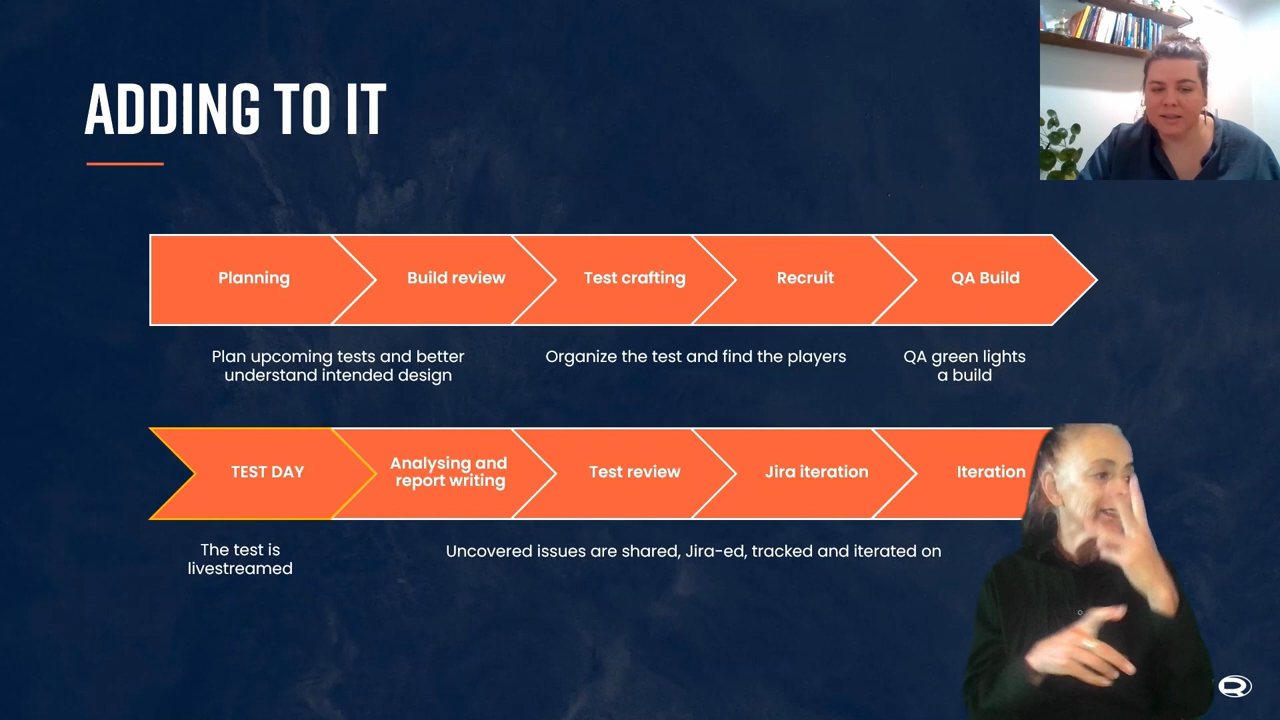 ADDING TO IT
Planning
Build review
Test crafting
Recruit
QA Build
Plan upcoming tests and better
understand intended design
Organize the test and find the players
QA green lights
a build
TEST DAY
Analysing and
report writing
Test review
Jira iteration
Iteration
The test is
livestreamed
Uncovered issues are shared, Jira-ed, tracked and iterated on